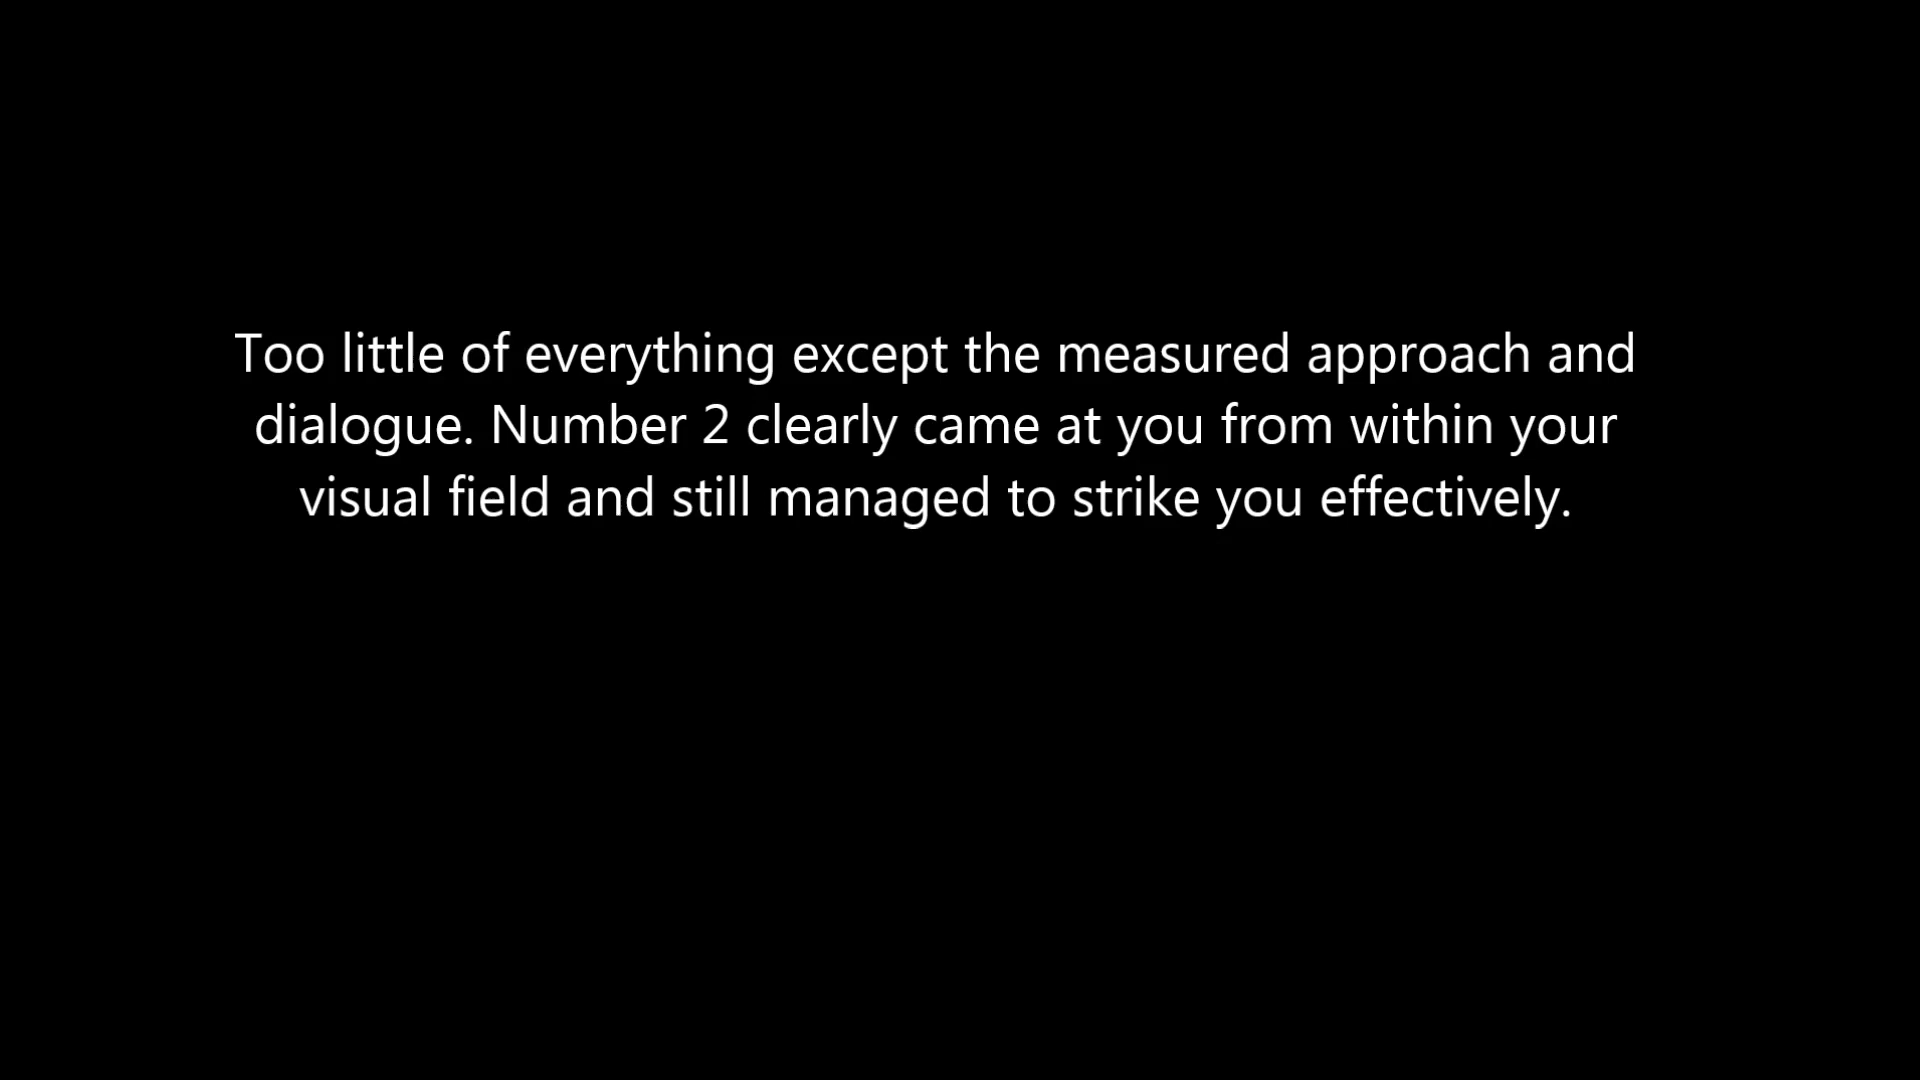 Too little of everything except the measured approach and
dialogue. Number 2 clearly came at you from within your
visual field and still managed to strike you effectively.